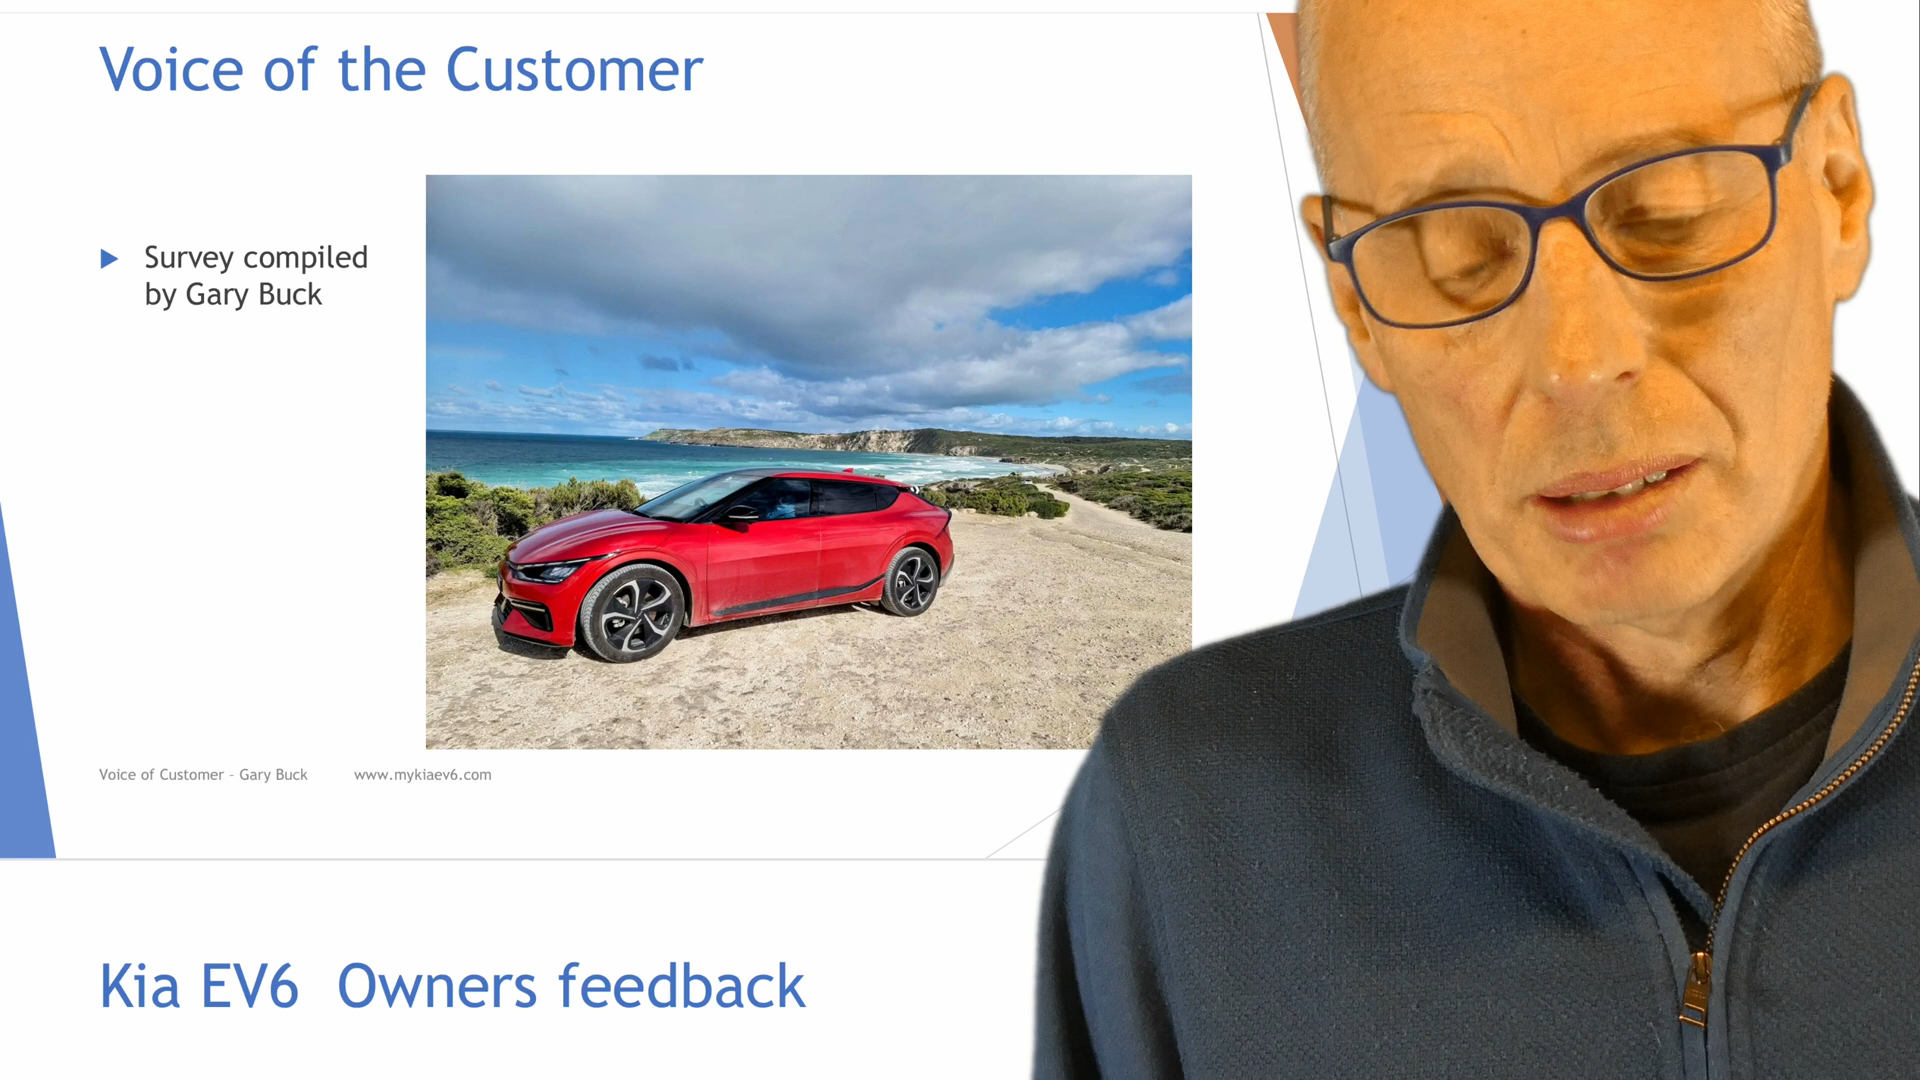 Voice of the Customer
Survey compiled
by Gary Buck
Voice of Customer - Gary Buck www.mykiaev6.com
Kia EV6 Owners feedback